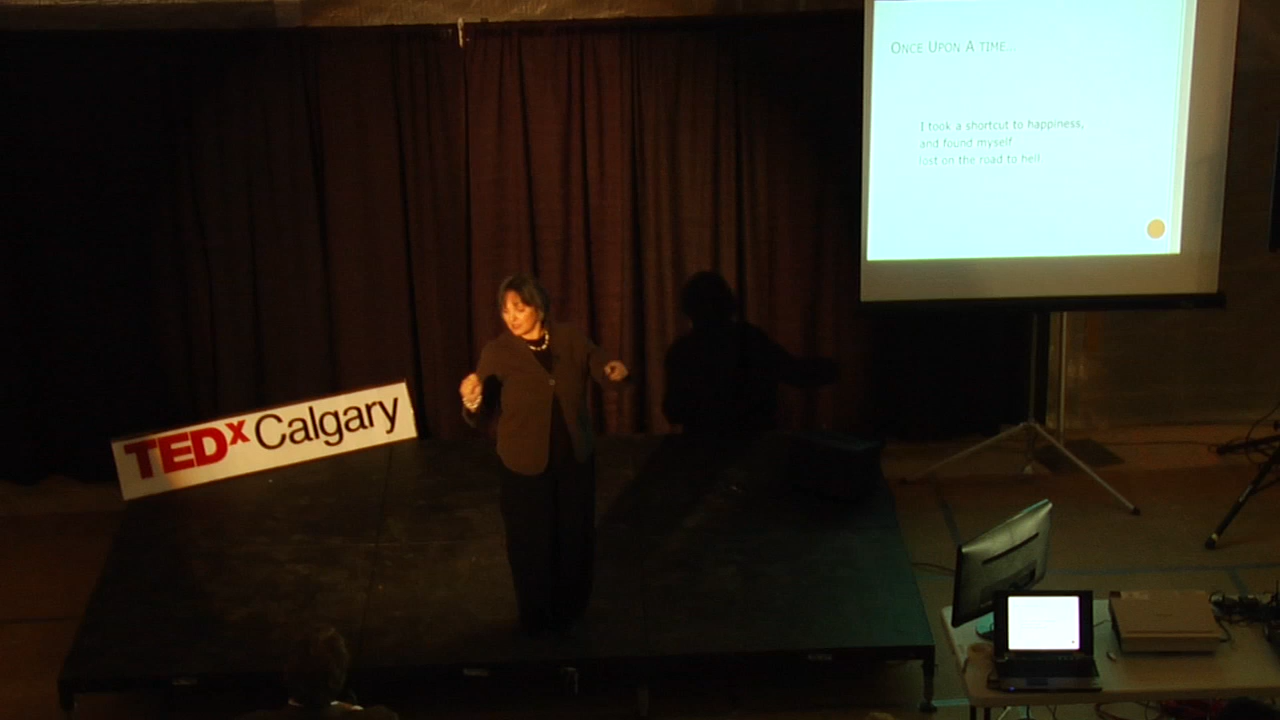 ONCE UPON A TIME...
I took a shortcut to happiness,
and found myself
lost on the road to hell
TEDx Calgary